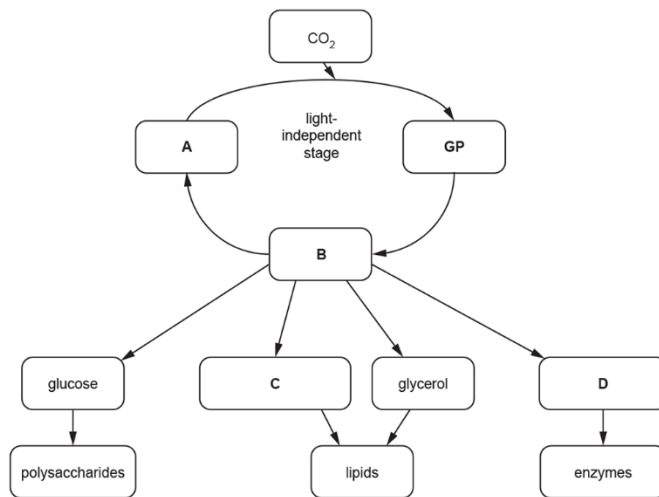 CO₂
light-
independent
stage
A
GP
B
glucose
C
glycerol
D
polysaccharides
lipids
enzymes